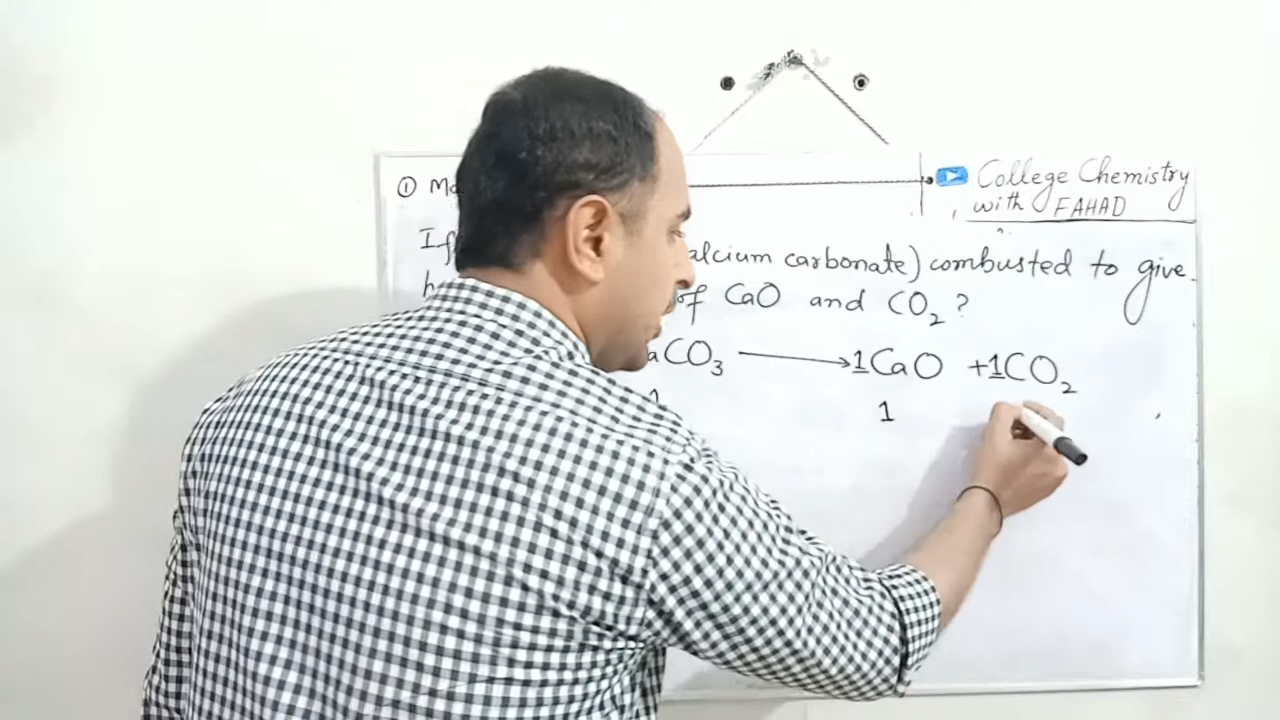 ① M
College Chemistry
with FAHAD
If alcium carbonate) combusted to give
of CaO and CO₂?
aCO₃ ⟶ 1CaO +1CO₂
1 1